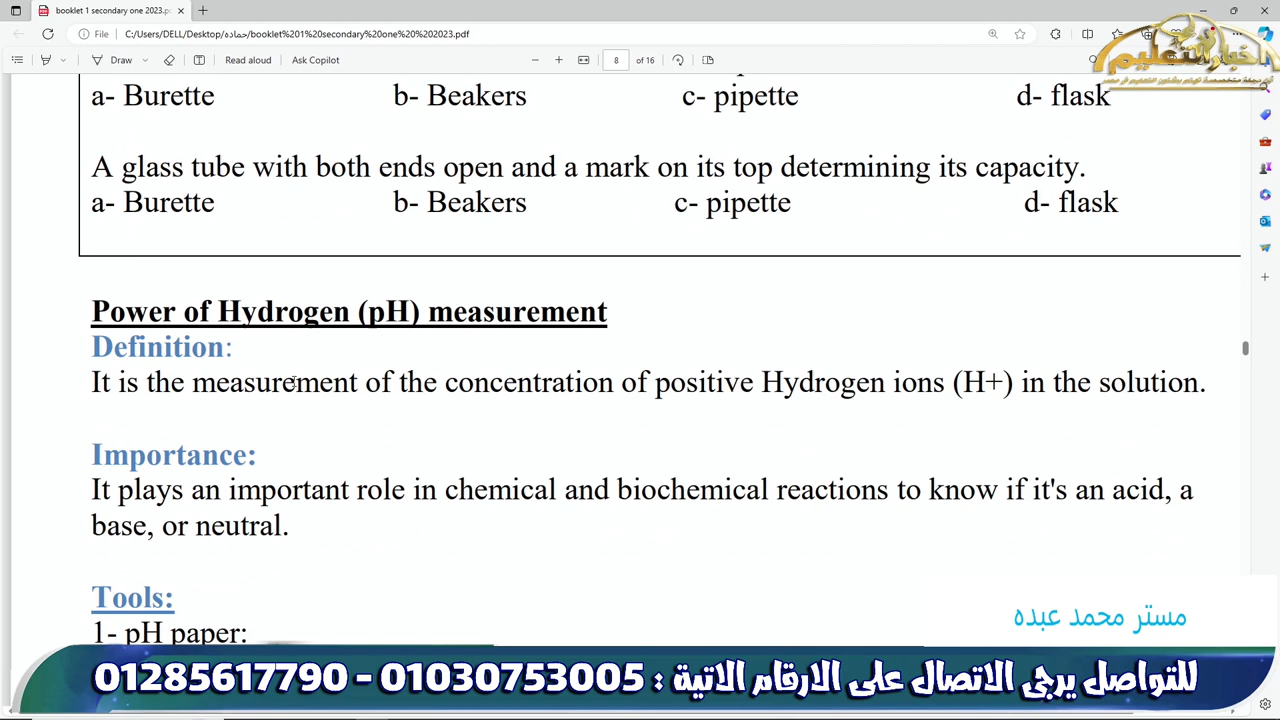 booklet 1 secondary one 2023.pdf
File C:/Users/DELL/Desktop/حماده/booklet%201%20secondary%20one%20%202023.pdf
Draw Read aloud Ask Copilot 8 of 16
أخبار التعليم
a- Burette b- Beakers c- pipette d- flask
A glass tube with both ends open and a mark on its top determining its capacity.
a- Burette b- Beakers c- pipette d- flask
Power of Hydrogen (pH) measurement
Definition:
It is the measurement of the concentration of positive Hydrogen ions (H+) in the solution.
Importance:
It plays an important role in chemical and biochemical reactions to know if it's an acid, a
base, or neutral.
Tools:
1- pH paper:
مستر محمد عبده
للتواصل يرجى الاتصال على الارقام الاتية : 01030753005 - 01285617790